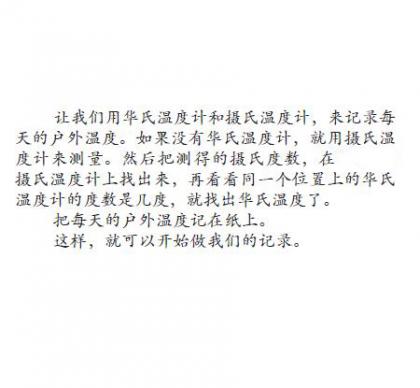 让我们用华氏温度计和摄氏温度计，来记录每
天的户外温度。如果没有华氏温度计，就用摄氏温
度计来测量。然后把测得的摄氏度数，在
摄氏温度计上找出来，再看看同一个位置上的华氏
温度计的度数是几度，就找出华氏温度了。
把每天的户外温度记在纸上。
这样，就可以开始做我们的记录。